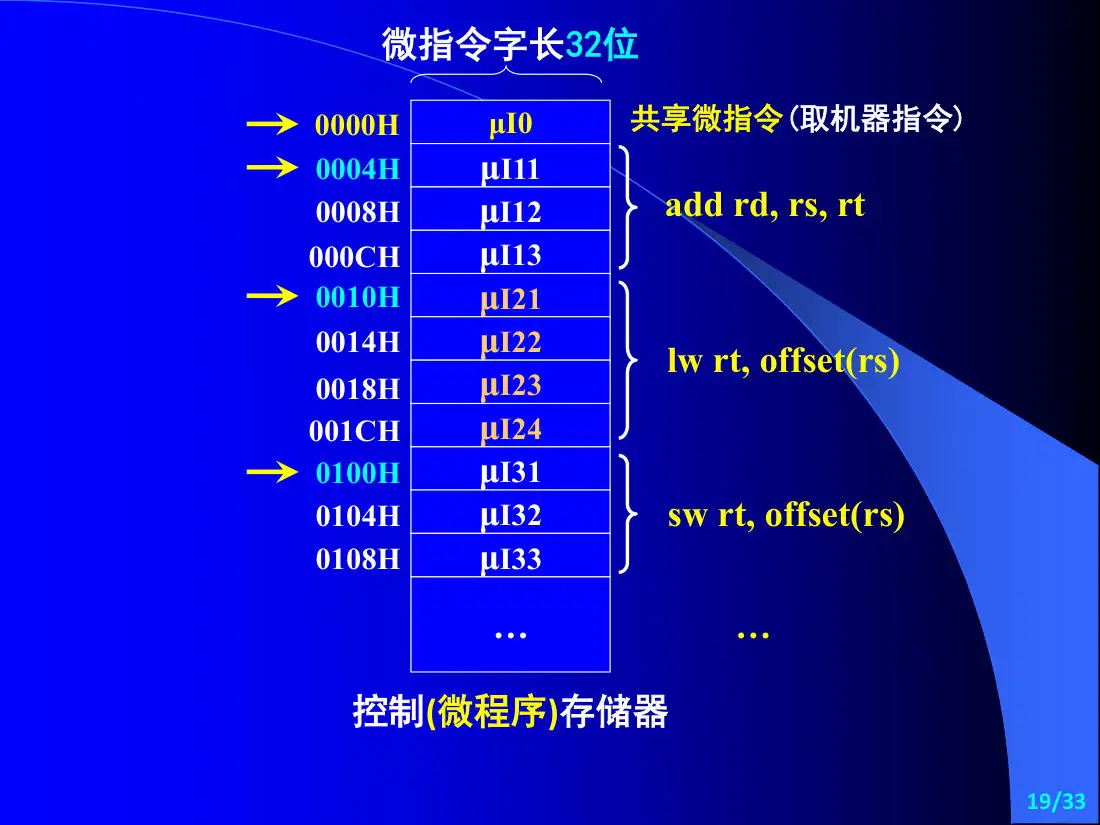 微指令字长32位
0000H μI0 共享微指令(取机器指令)
0004H μI11
0008H μI12 add rd, rs, rt
000CH μI13
0010H μI21
0014H μI22 lw rt, offset(rs)
0018H μI23
001CH μI24
0100H μI31
0104H μI32 sw rt, offset(rs)
0108H μI33
… …
控制(微程序)存储器
19/33